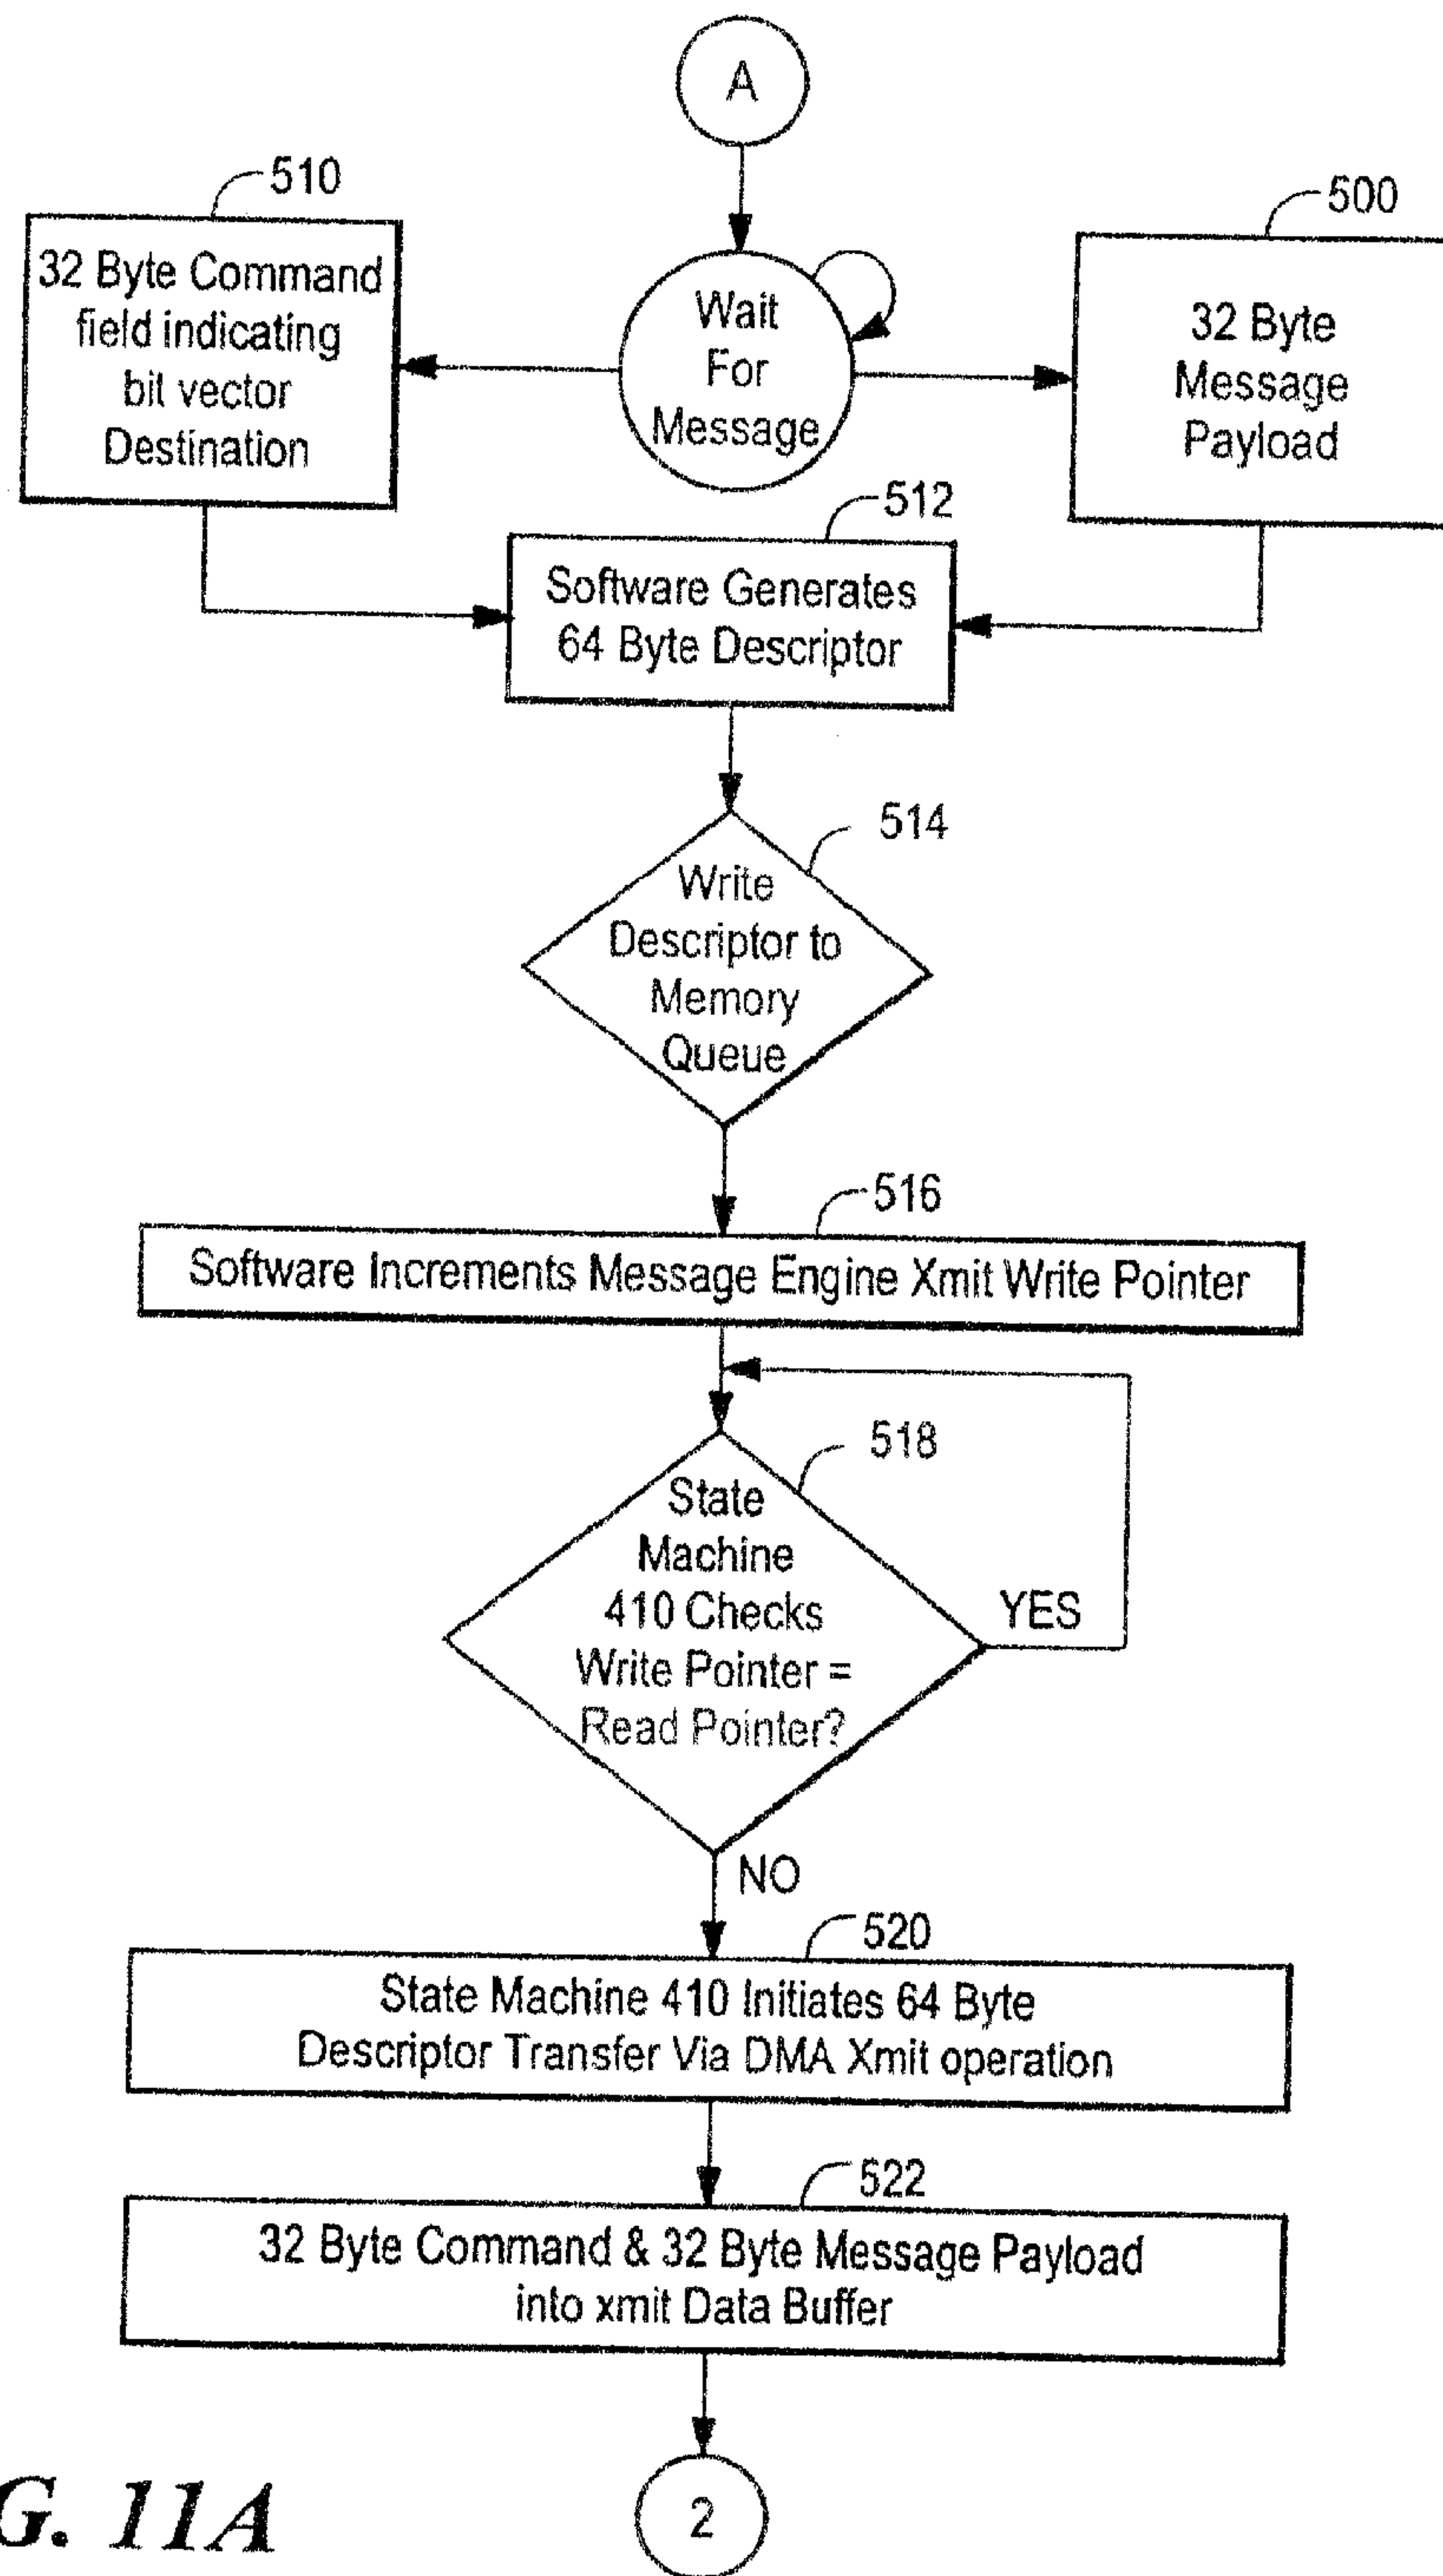 A
510
500
32 Byte Command
field indicating
bit vector
Destination
Wait
For
Message
32 Byte
Message
Payload
512
Software Generates
64 Byte Descriptor
514
Write
Descriptor to
Memory
Queue
516
Software Increments Message Engine Xmit Write Pointer
518
State
Machine
410 Checks
Write Pointer =
Read Pointer?
YES
NO
520
State Machine 410 Initiates 64 Byte
Descriptor Transfer Via DMA Xmit operation
522
32 Byte Command & 32 Byte Message Payload
into xmit Data Buffer
2
G. 11A